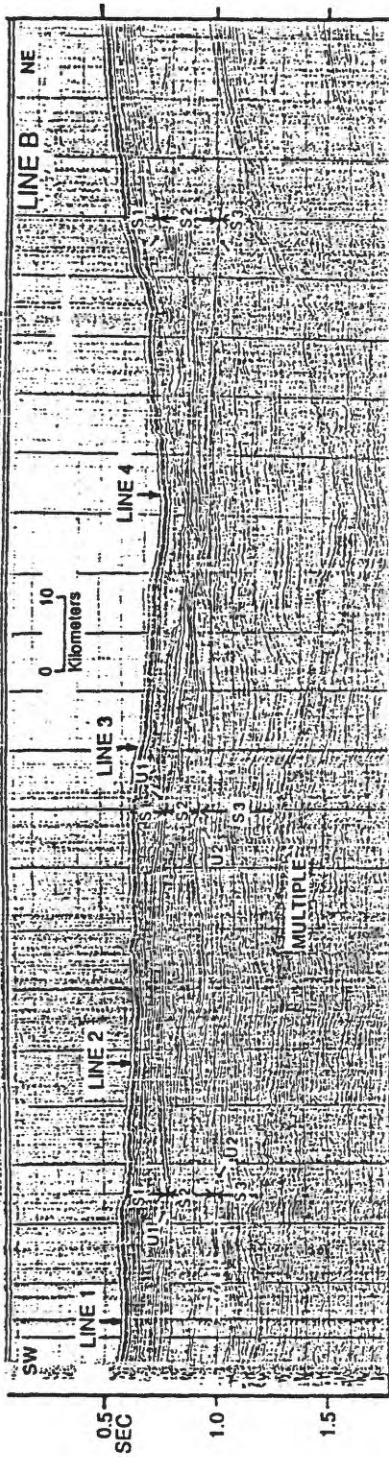 LINE B
SW
NE
LINE 1
LINE 2
LINE 3
LINE 4
0 10
Kilometers
0.5
SEC
1.0
1.5
S1
U1
S2
U2
S3
S1
U1
S2
U2
S3
S1
S2
S3
MULTIPLE